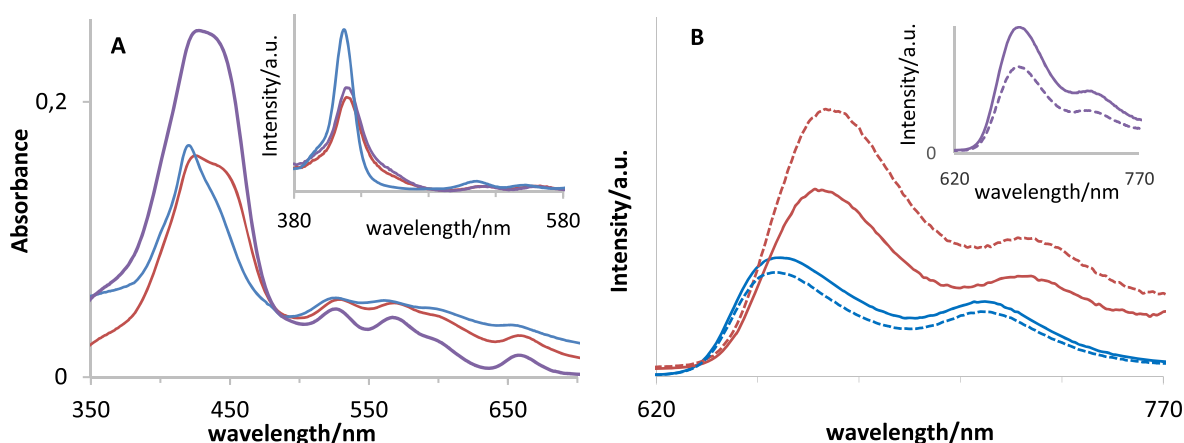 A
Absorbance
0,2
0
350
450
550
650
wavelength/nm
Intensity/a.u.
380
580
wavelength/nm
B
Intensity/a.u.
620
770
wavelength/nm
Intensity/a.u.
0
620
770
wavelength/nm